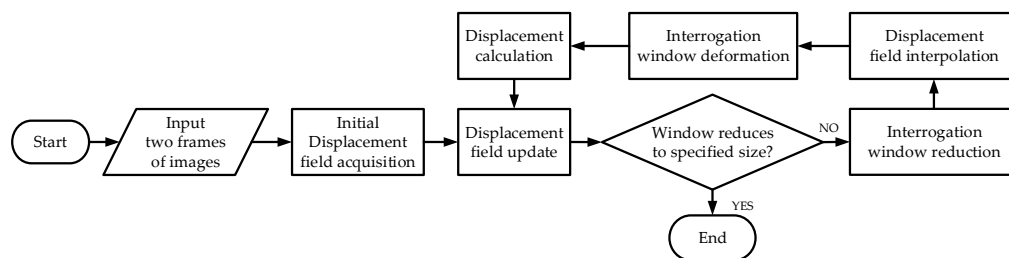 Displacement
calculation
Interrogation
window deformation
Displacement
field interpolation
Start
Input
two frames
of images
Initial
Displacement
field acquisition
Displacement
field update
Window reduces
to specified size?
NO
Interrogation
window reduction
YES
End